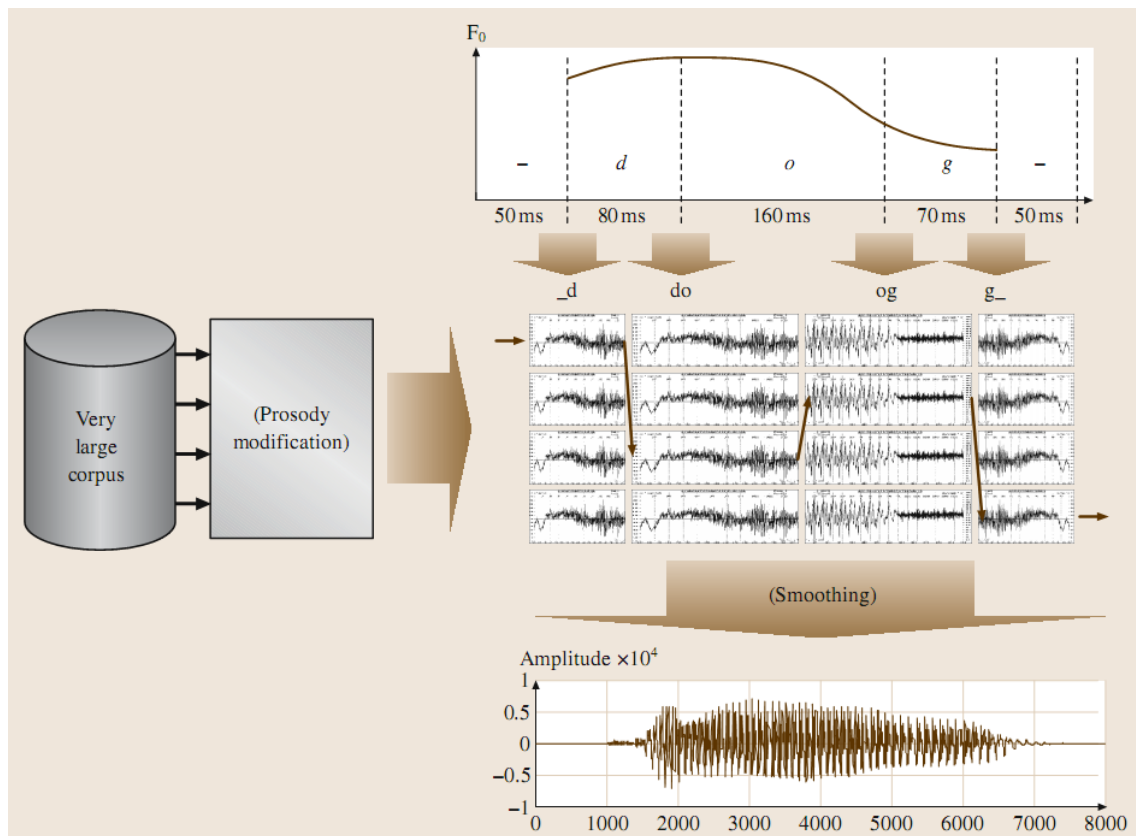 F₀
– d o g –
50 ms 80 ms 160 ms 70 ms 50 ms
_d do og g_
Very
large
corpus
(Prosody
modification)
(Smoothing)
Amplitude ×10⁴
1
0.5
0
−0.5
−1
0 1000 2000 3000 4000 5000 6000 7000 8000